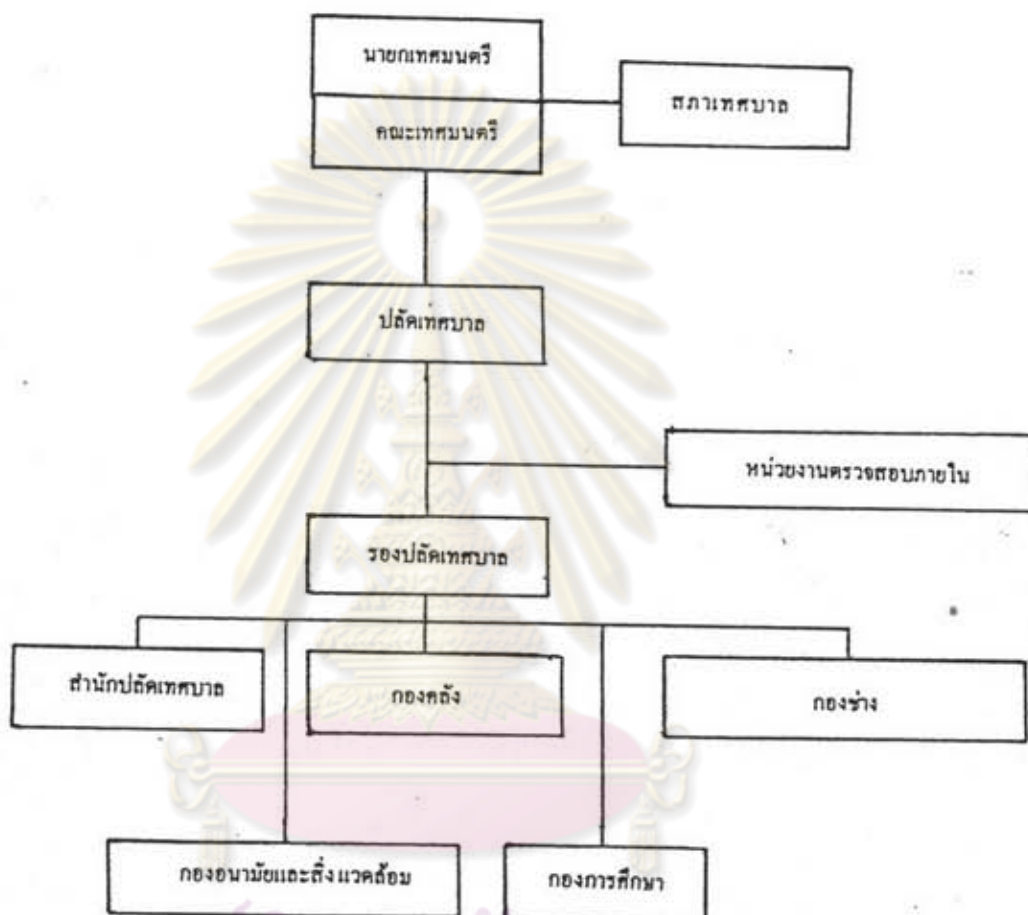 นายกเทศมนตรี
สภาเทศบาล
คณะเทศมนตรี
ปลัดเทศบาล
หน่วยงานตรวจสอบภายใน
รองปลัดเทศบาล
สำนักปลัดเทศบาล
กองคลัง
กองช่าง
กองอนามัยและสิ่งแวดล้อม
กองการศึกษา